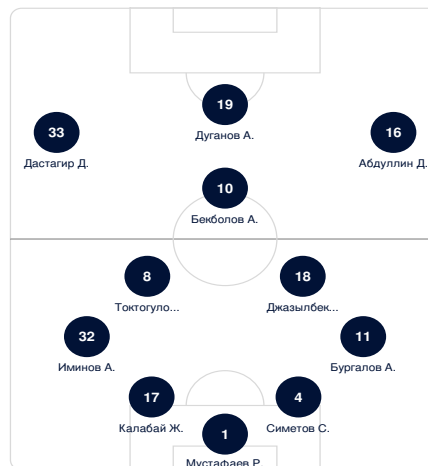 19
Дуганов А.
33
Дастагир Д.
16
Абдуллин Д.
10
Бекболов А.
8
Токтогуло...
18
Джазылбек...
32
Иминов А.
11
Бургалов А.
17
Калабай Ж.
4
Симетов С.
1
Мустафаев Р.